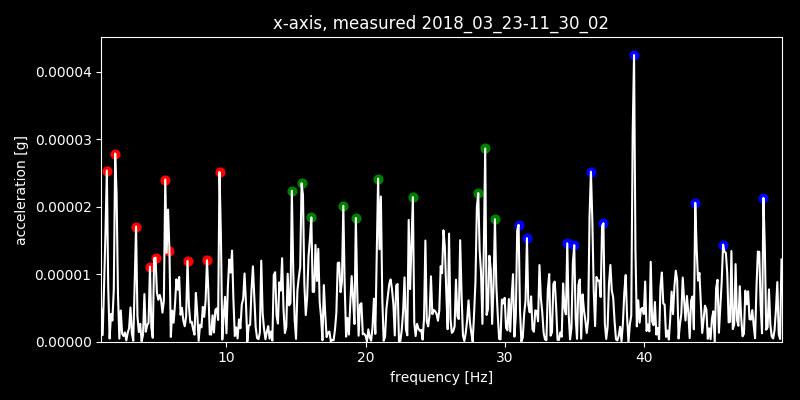 x-axis, measured 2018_03_23-11_30_02
0.00004
0.00003
0.00002
0.00001
0.00000
acceleration [g]
10 20 30 40
frequency [Hz]